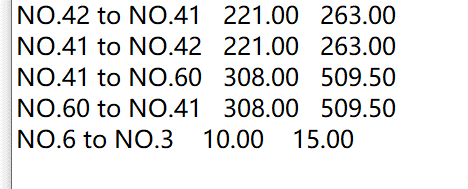 NO.42 to NO.41 221.00 263.00
NO.41 to NO.42 221.00 263.00
NO.41 to NO.60 308.00 509.50
NO.60 to NO.41 308.00 509.50
NO.6 to NO.3 10.00 15.00